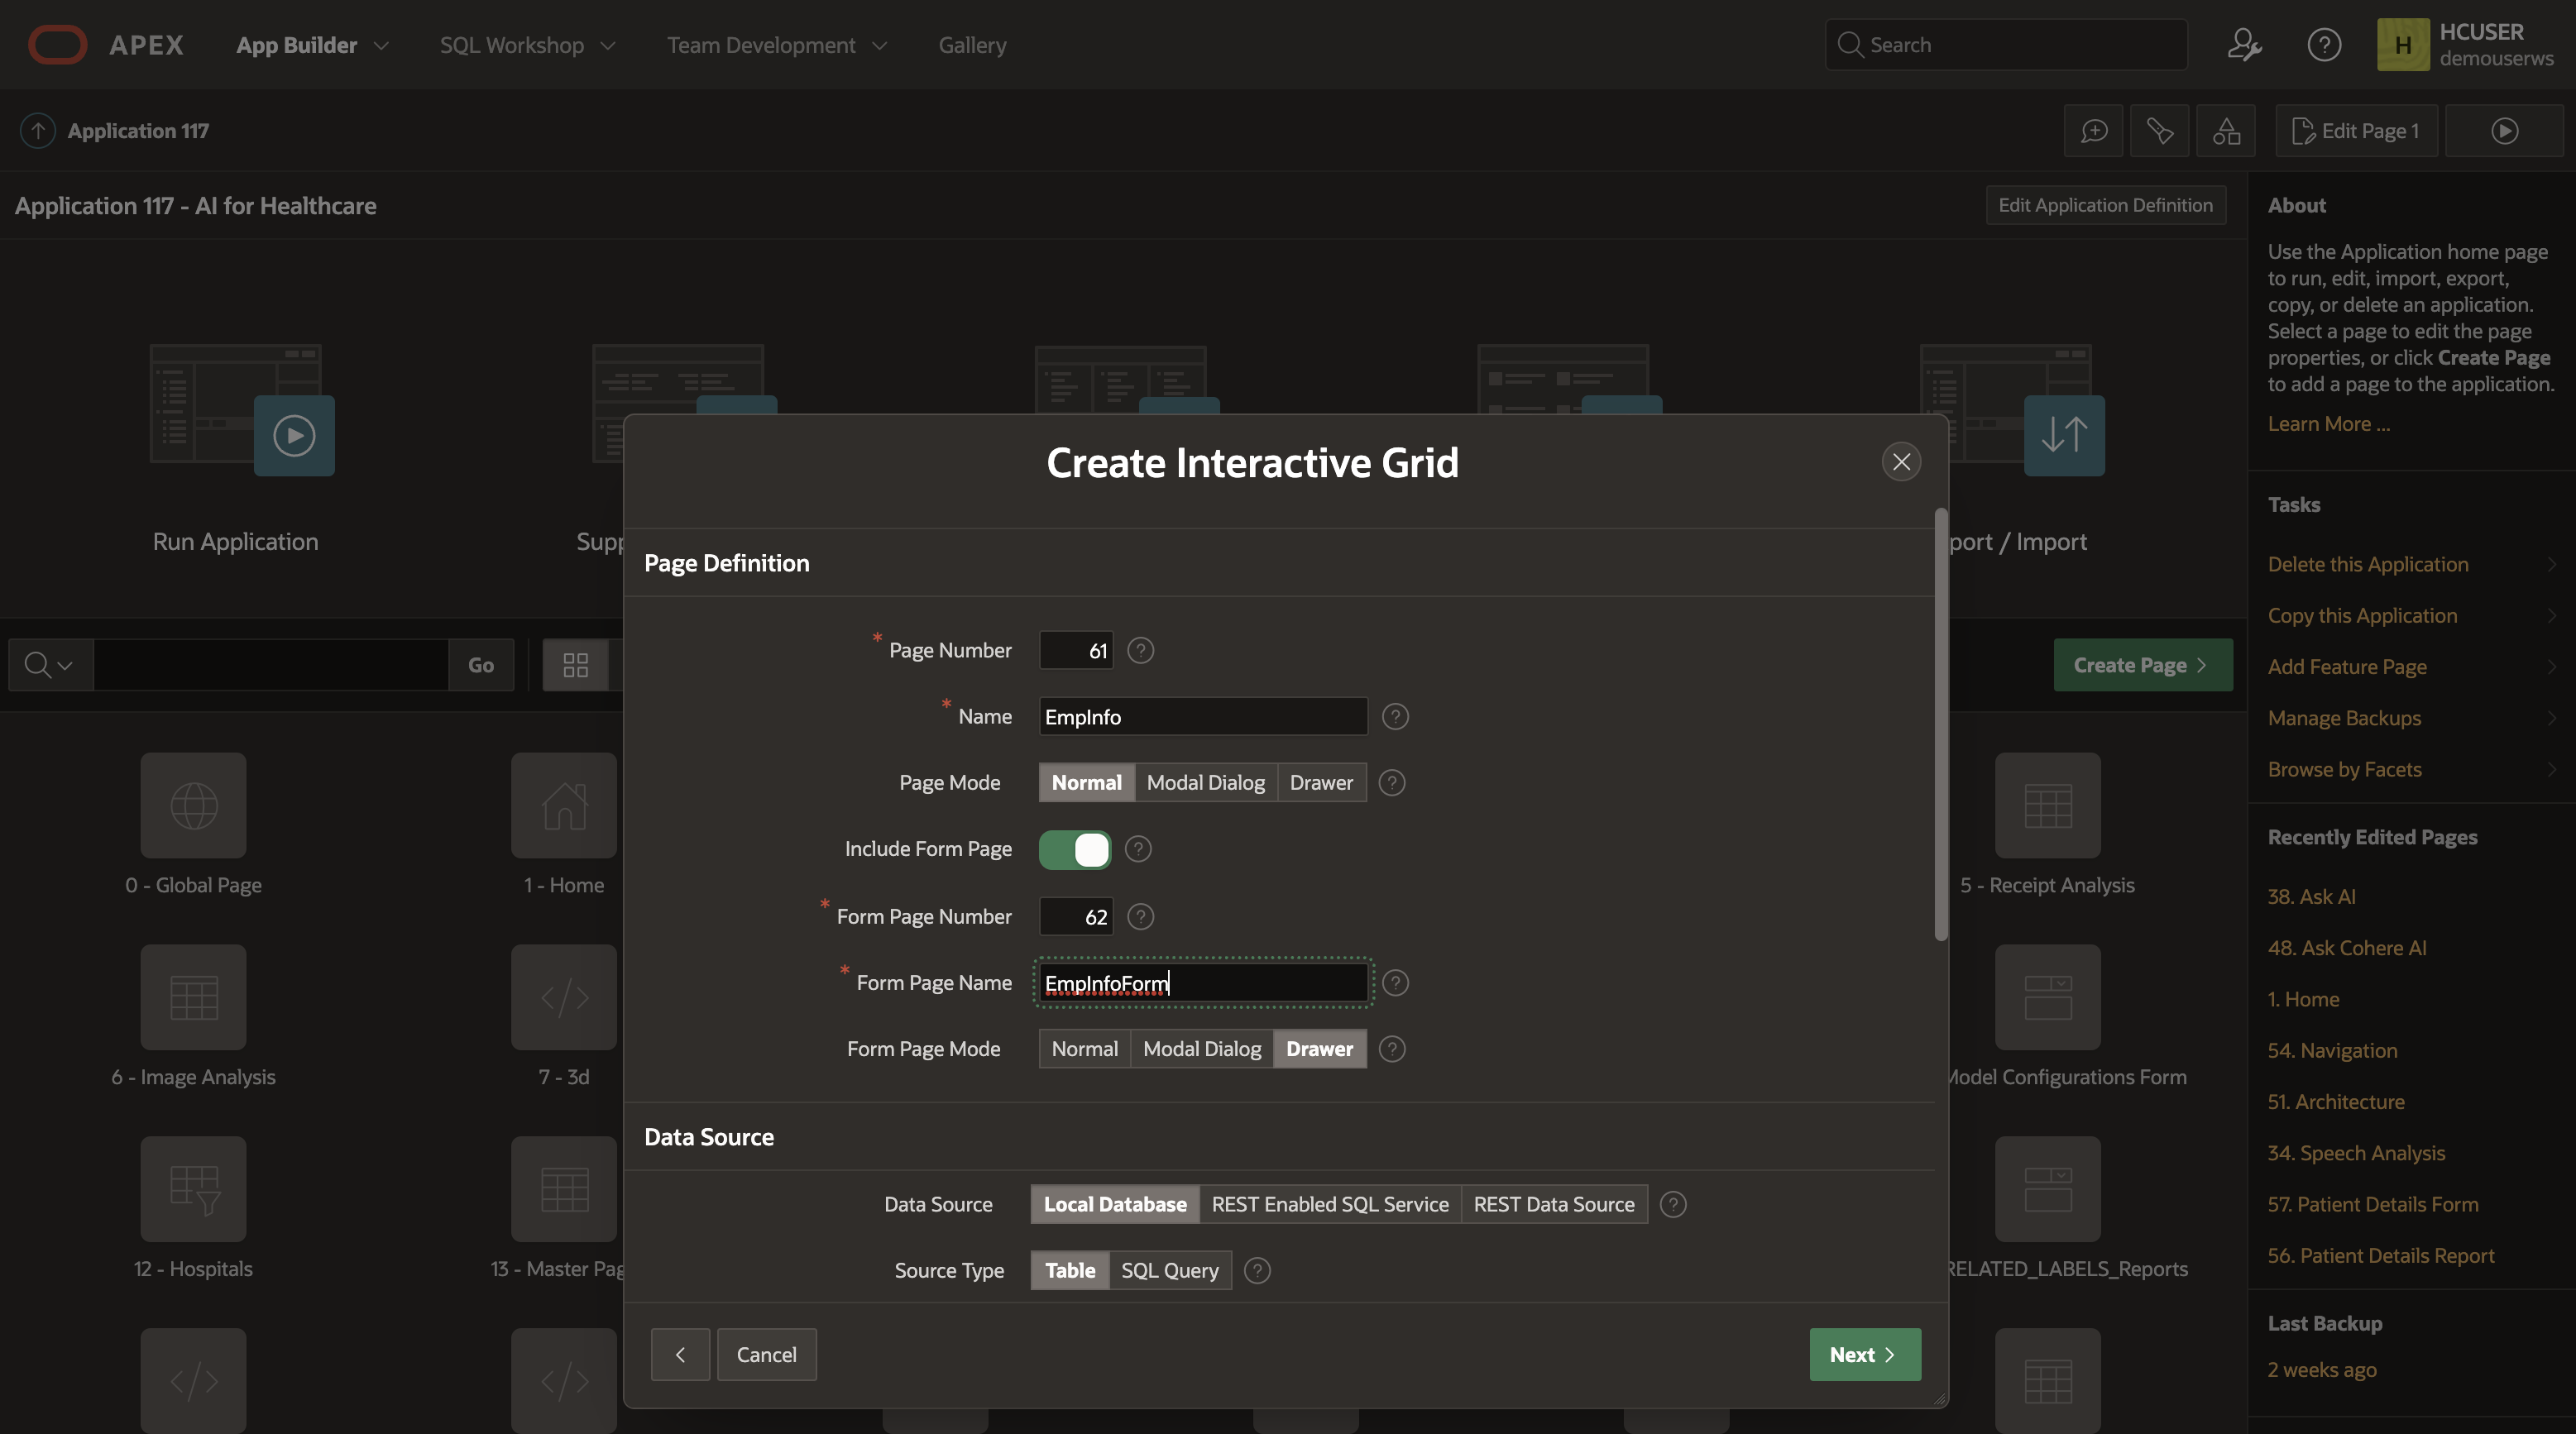 APEX
App Builder
SQL Workshop
Team Development
Gallery
Search
H
HCUSER
demouserws
Application 117
Edit Page 1
Application 117 - AI for Healthcare
Edit Application Definition
Run Application
Supp
port / Import
Go
Create Page
0 - Global Page
1 - Home
5 - Receipt Analysis
6 - Image Analysis
7 - 3d
Model Configurations Form
12 - Hospitals
13 - Master Pag
RELATED_LABELS_Reports
Create Interactive Grid
Page Definition
* Page Number
61
* Name
EmpInfo
Page Mode
Normal
Modal Dialog
Drawer
Include Form Page
* Form Page Number
62
* Form Page Name
EmpInfoForm
Form Page Mode
Normal
Modal Dialog
Drawer
Data Source
Data Source
Local Database
REST Enabled SQL Service
REST Data Source
Source Type
Table
SQL Query
Cancel
Next
About
Use the Application home page
to run, edit, import, export,
copy, or delete an application.
Select a page to edit the page
properties, or click Create Page
to add a page to the application.
Learn More ...
Tasks
Delete this Application
Copy this Application
Add Feature Page
Manage Backups
Browse by Facets
Recently Edited Pages
38. Ask AI
48. Ask Cohere AI
1. Home
54. Navigation
51. Architecture
34. Speech Analysis
57. Patient Details Form
56. Patient Details Report
Last Backup
2 weeks ago